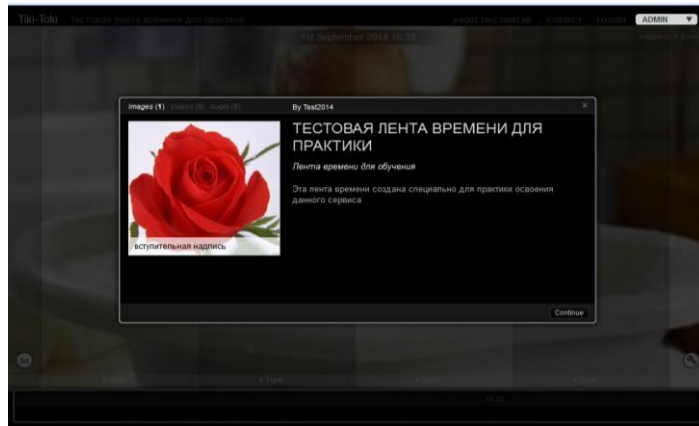 Tiki-Toki Тестовая лента времени для практики ABOUT THIS TIMELINE CONTACT LOGOUT ADMIN
1st September 2014 16:33
Images (1) Videos (0) Audio (0) By Test2014
ТЕСТОВАЯ ЛЕНТА ВРЕМЕНИ ДЛЯ
ПРАКТИКИ
Лента времени для обучения
Эта лента времени создана специально для практики освоения
данного сервиса
вступительная надпись
Continue
3d